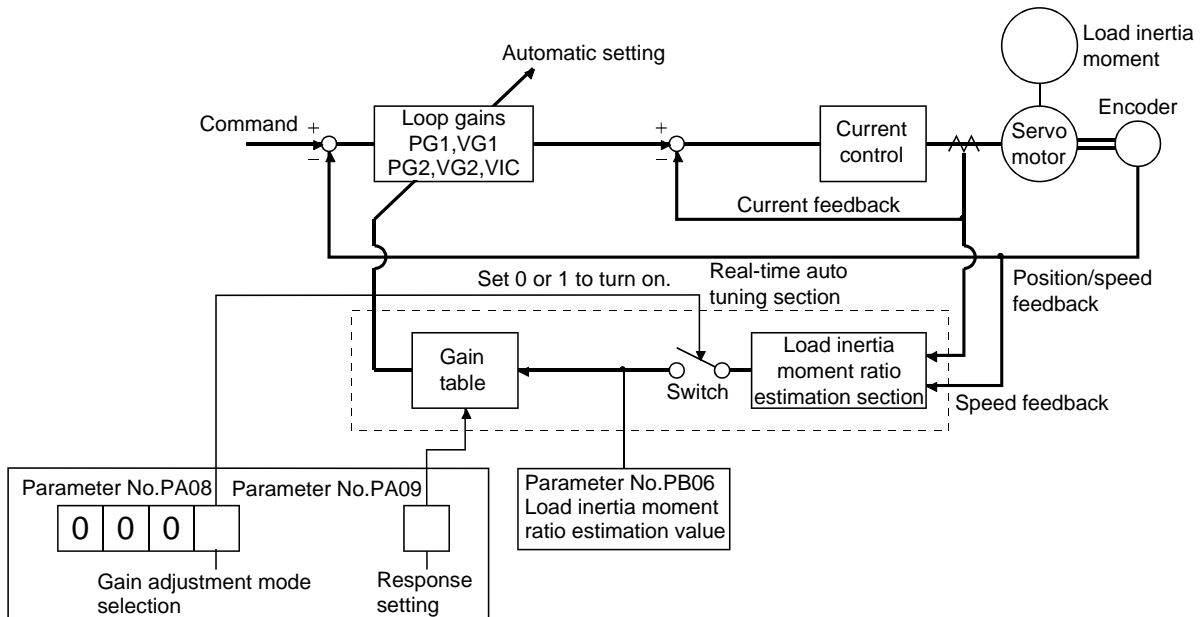 Load inertia
moment
Automatic setting
Encoder
Command
+
−
Loop gains
PG1,VG1
PG2,VG2,VIC
+
−
Current
control
Servo
motor
Current feedback
Set 0 or 1 to turn on.
Real-time auto
tuning section
Position/speed
feedback
Gain
table
Switch
Load inertia
moment ratio
estimation section
Speed feedback
Parameter No.PA08
Parameter No.PA09
0 0 0
Gain adjustment mode
selection
Response
setting
Parameter No.PB06
Load inertia moment
ratio estimation value